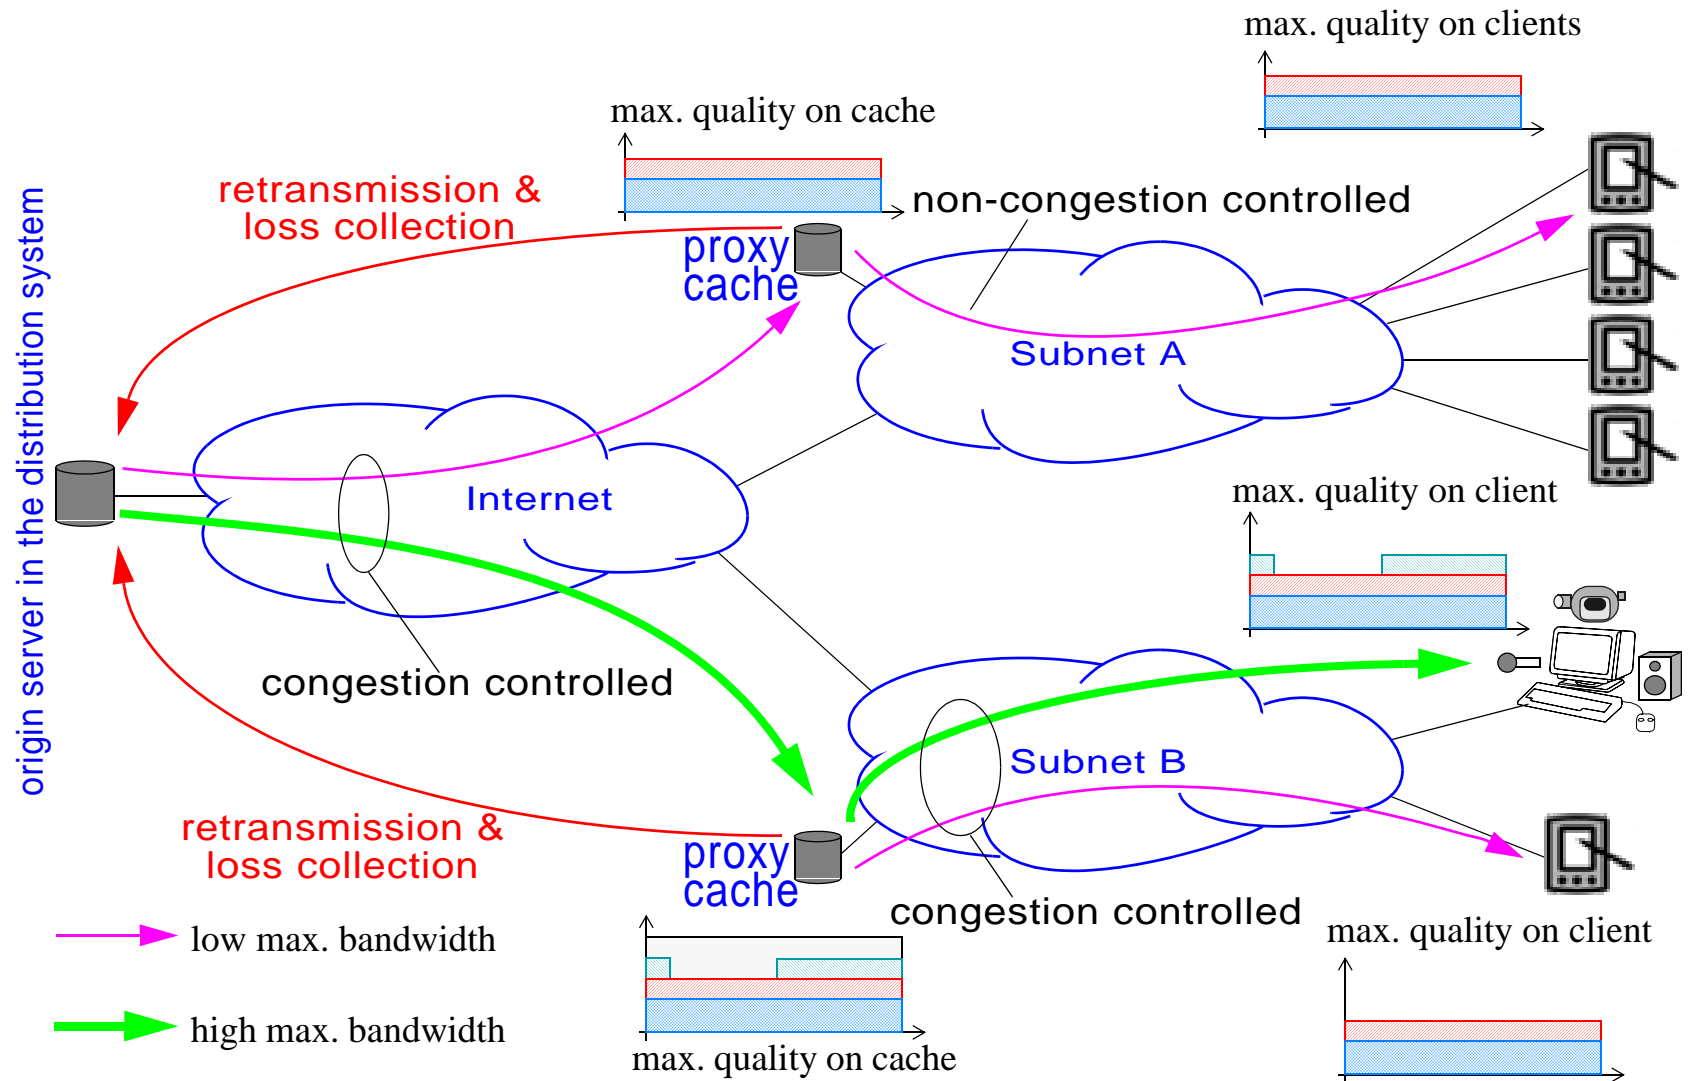 max. quality on clients
max. quality on cache
retransmission &
loss collection
non-congestion controlled
proxy
cache
origin server in the distribution system
Subnet A
Internet
max. quality on client
congestion controlled
Subnet B
retransmission &
loss collection
proxy
cache
congestion controlled
low max. bandwidth
max. quality on client
high max. bandwidth
max. quality on cache